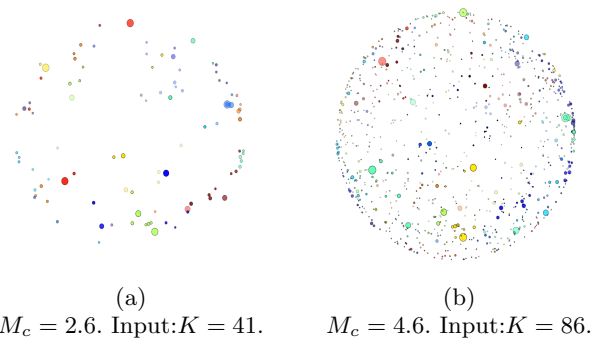 (a)
M_c = 2.6. Input:K = 41.
(b)
M_c = 4.6. Input:K = 86.